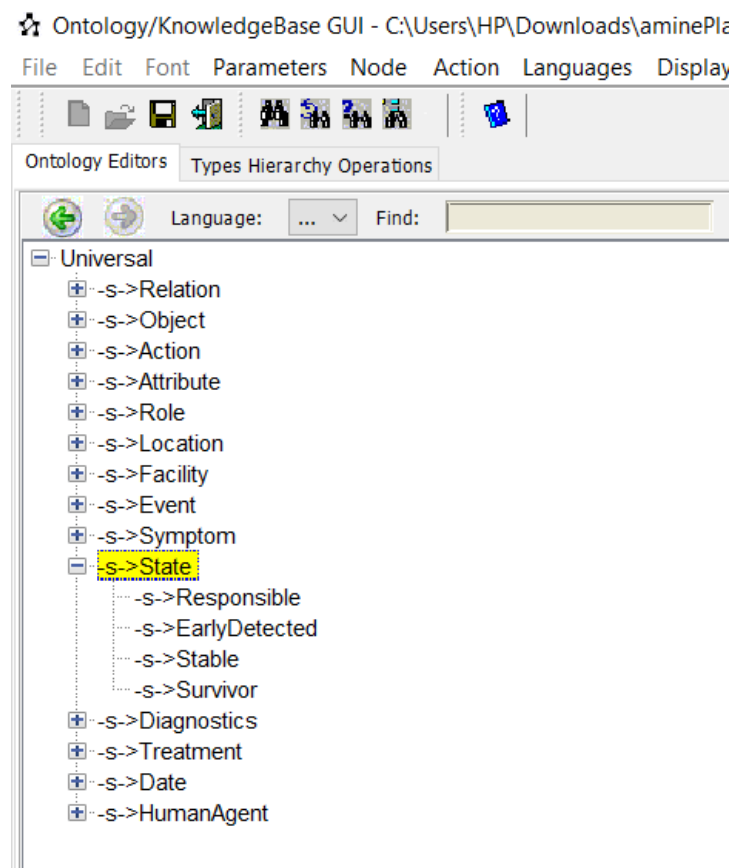 Ontology/KnowledgeBase GUI - C:\Users\HP\Downloads\aminePla
File Edit Font Parameters Node Action Languages Display
Ontology Editors Types Hierarchy Operations
Language: ... Find:
Universal
-s->Relation
-s->Object
-s->Action
-s->Attribute
-s->Role
-s->Location
-s->Facility
-s->Event
-s->Symptom
-s->State
-s->Responsible
-s->EarlyDetected
-s->Stable
-s->Survivor
-s->Diagnostics
-s->Treatment
-s->Date
-s->HumanAgent